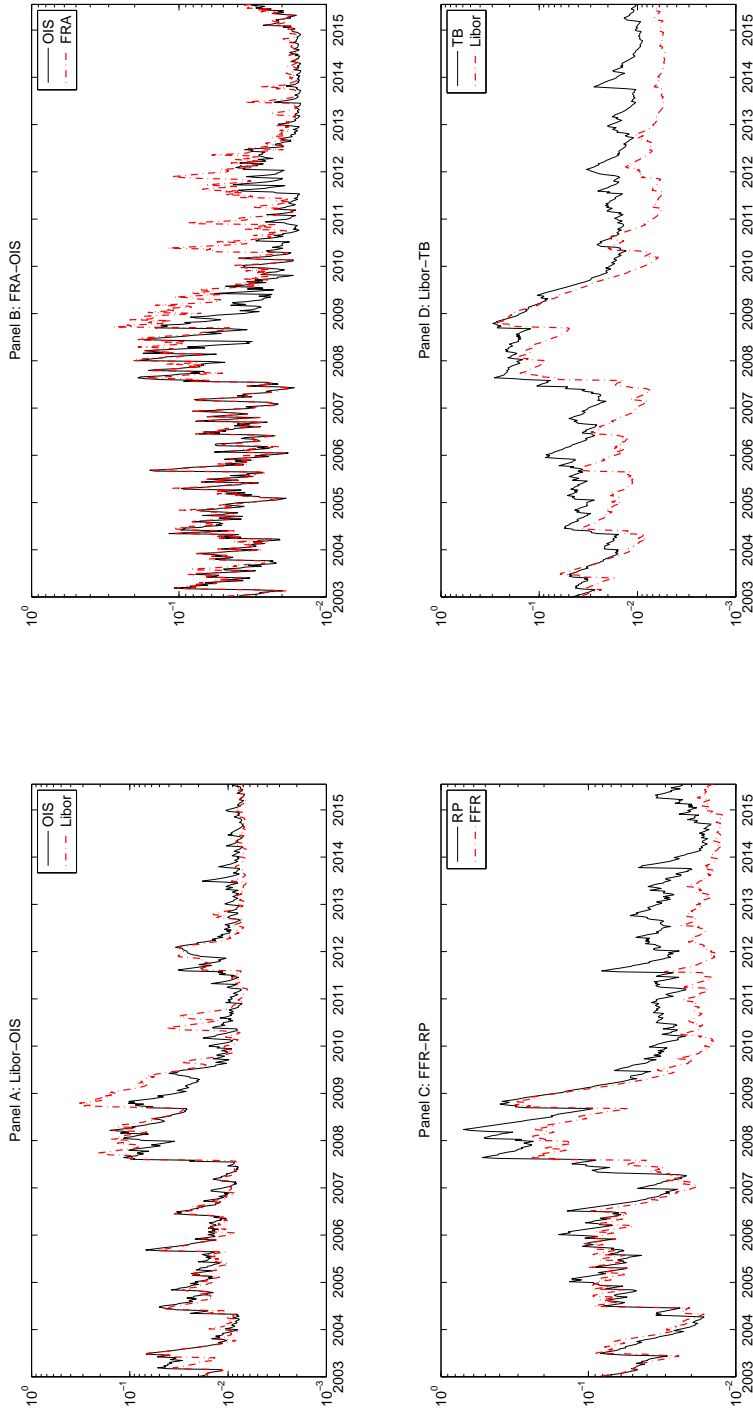 Panel A: Libor−OIS
OIS
Libor
10^0
10^−1
10^−2
10^−3
2003 2004 2005 2006 2007 2008 2009 2010 2011 2012 2013 2014 2015
Panel B: FRA−OIS
OIS
FRA
10^0
10^−1
10^−2
2003 2004 2005 2006 2007 2008 2009 2010 2011 2012 2013 2014 2015
Panel C: FFR−RP
RP
FFR
10^0
10^−1
10^−2
2003 2004 2005 2006 2007 2008 2009 2010 2011 2012 2013 2014 2015
Panel D: Libor−TB
TB
Libor
10^0
10^−1
10^−2
10^−3
2003 2004 2005 2006 2007 2008 2009 2010 2011 2012 2013 2014 2015